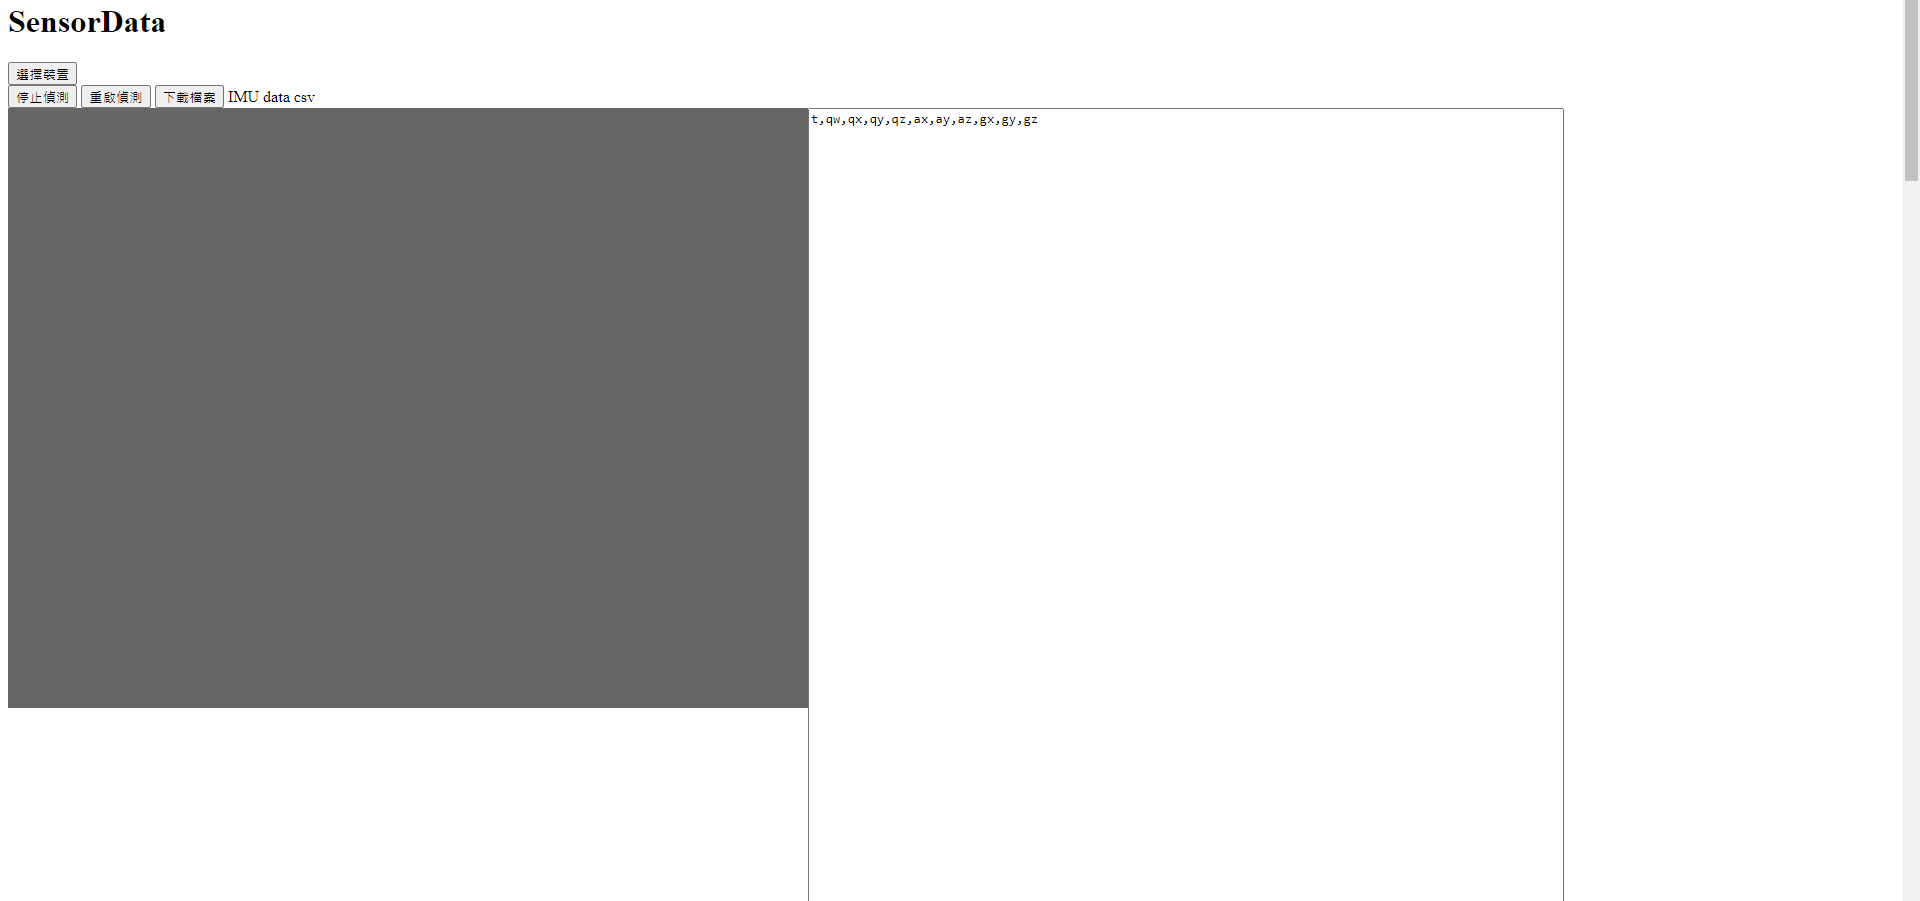 SensorData
選擇裝置
停止偵測 重啟偵測 下載檔案 IMU data csv
t,qw,qx,qy,qz,ax,ay,az,gx,gy,gz